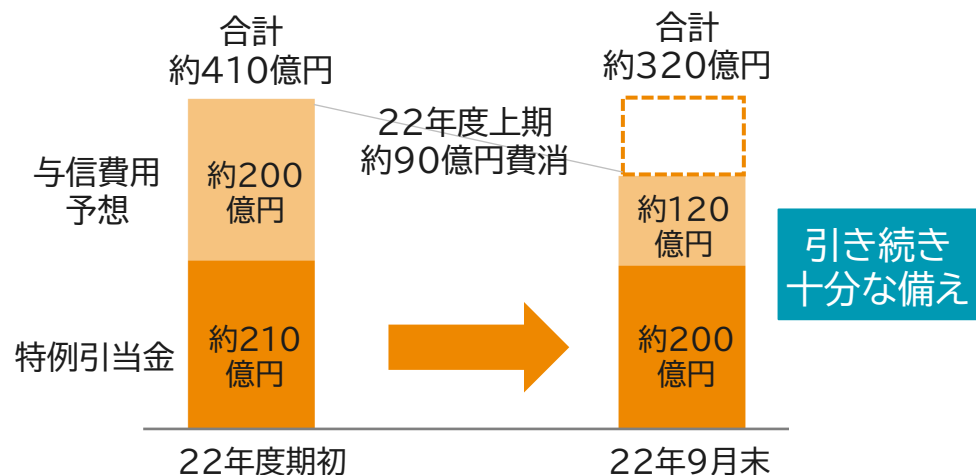 合計
約410億円
合計
約320億円
22年度上期
約90億円費消
与信費用
予想
約200
億円
約120
億円
引き続き
十分な備え
特例引当金
約210
億円
約200
億円
22年度期初
22年9月末